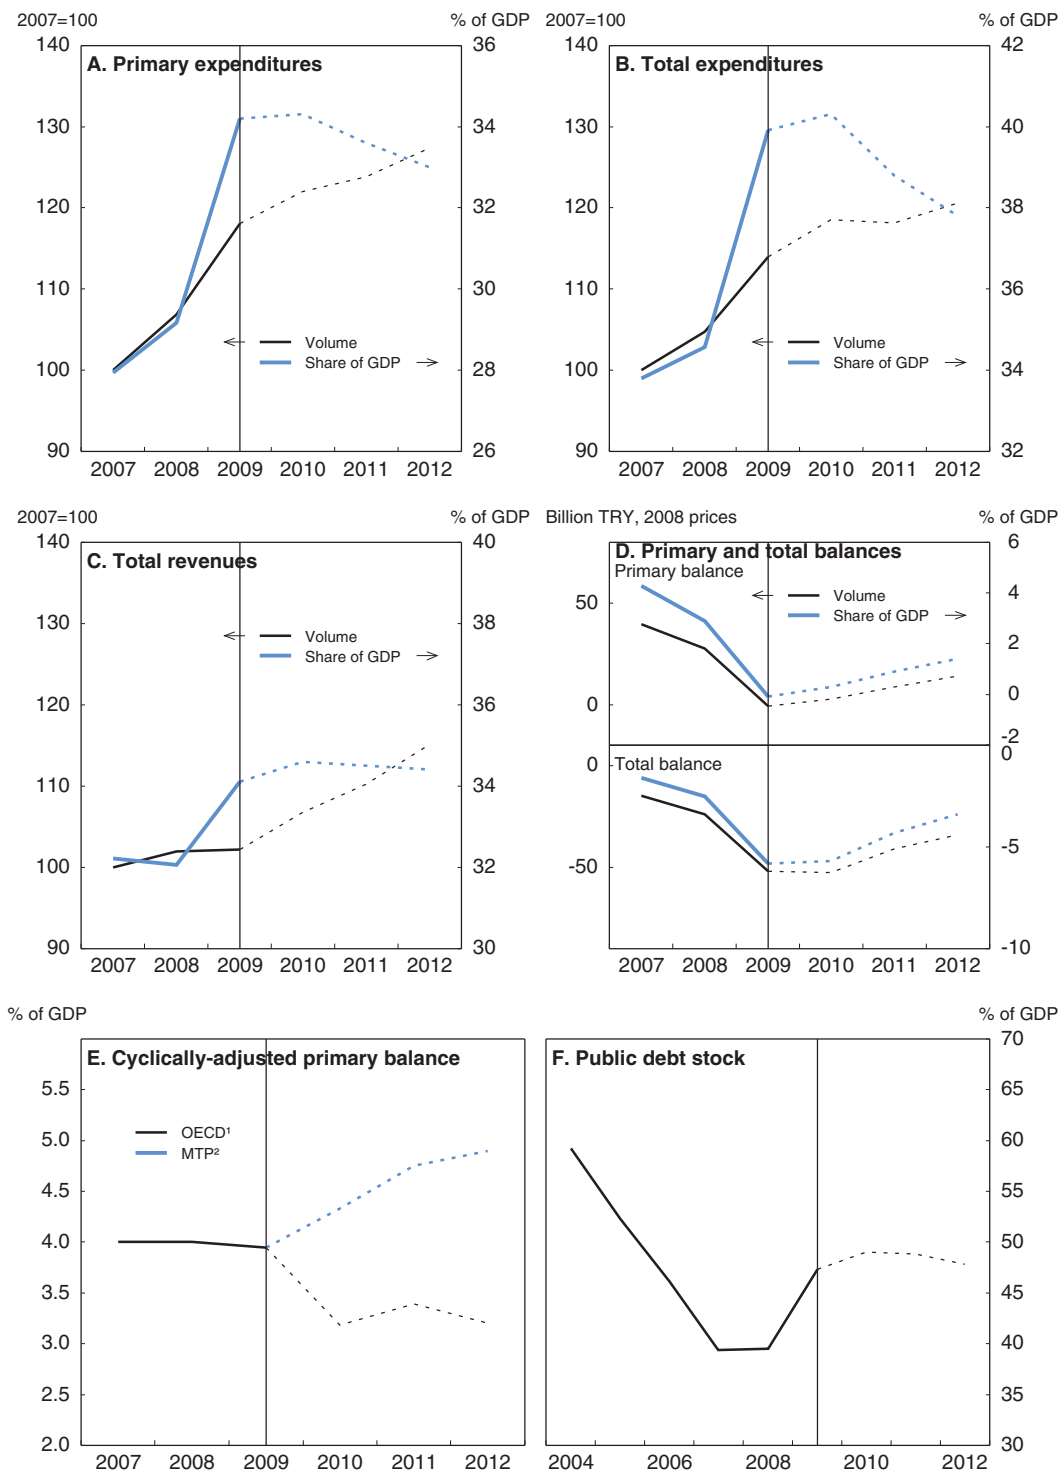 2007=100 % of GDP
140 36
A. Primary expenditures
130 34
120 32
110 30
Volume
Share of GDP
100 28
90 26
2007 2008 2009 2010 2011 2012
2007=100 % of GDP
140 42
B. Total expenditures
130 40
120 38
110 36
Volume
Share of GDP
100 34
90 32
2007 2008 2009 2010 2011 2012
2007=100 % of GDP
140 40
C. Total revenues
130 38
Volume
Share of GDP
120 36
110 34
100 32
90 30
2007 2008 2009 2010 2011 2012
Billion TRY, 2008 prices % of GDP
6
D. Primary and total balances
Primary balance
4
50
Volume
Share of GDP
2
0 0
-2
0
0 Total balance
-5
-50
-10
2007 2008 2009 2010 2011 2012
% of GDP
E. Cyclically-adjusted primary balance
5.5
OECD¹
5.0
MTP²
4.5
4.0
3.5
3.0
2.5
2.0
2007 2008 2009 2010 2011 2012
% of GDP
70
F. Public debt stock
65
60
55
50
45
40
35
30
2004 2006 2008 2010 2012